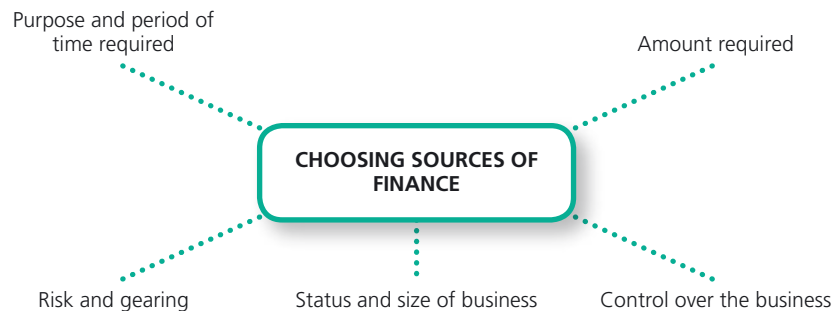 Purpose and period of
time required
Amount required
CHOOSING SOURCES OF
FINANCE
Risk and gearing
Status and size of business
Control over the business